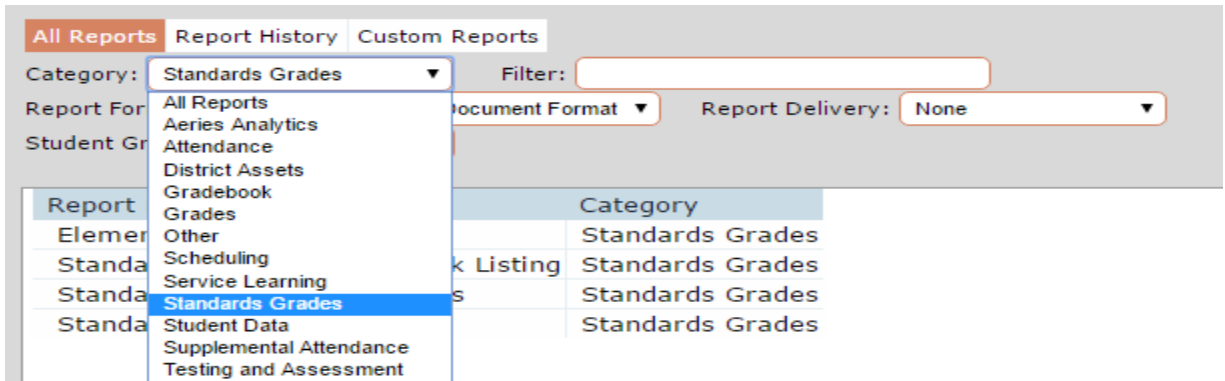 All Reports Report History Custom Reports
Category: Standards Grades Filter:
Report For Document Format Report Delivery: None
Student Gr
All Reports
Aeries Analytics
Attendance
District Assets
Gradebook
Grades
Other
Scheduling
Service Learning
Standards Grades
Student Data
Supplemental Attendance
Testing and Assessment
Report Category
Elemen Standards Grades
Standa k Listing Standards Grades
Standa s Standards Grades
Standa Standards Grades